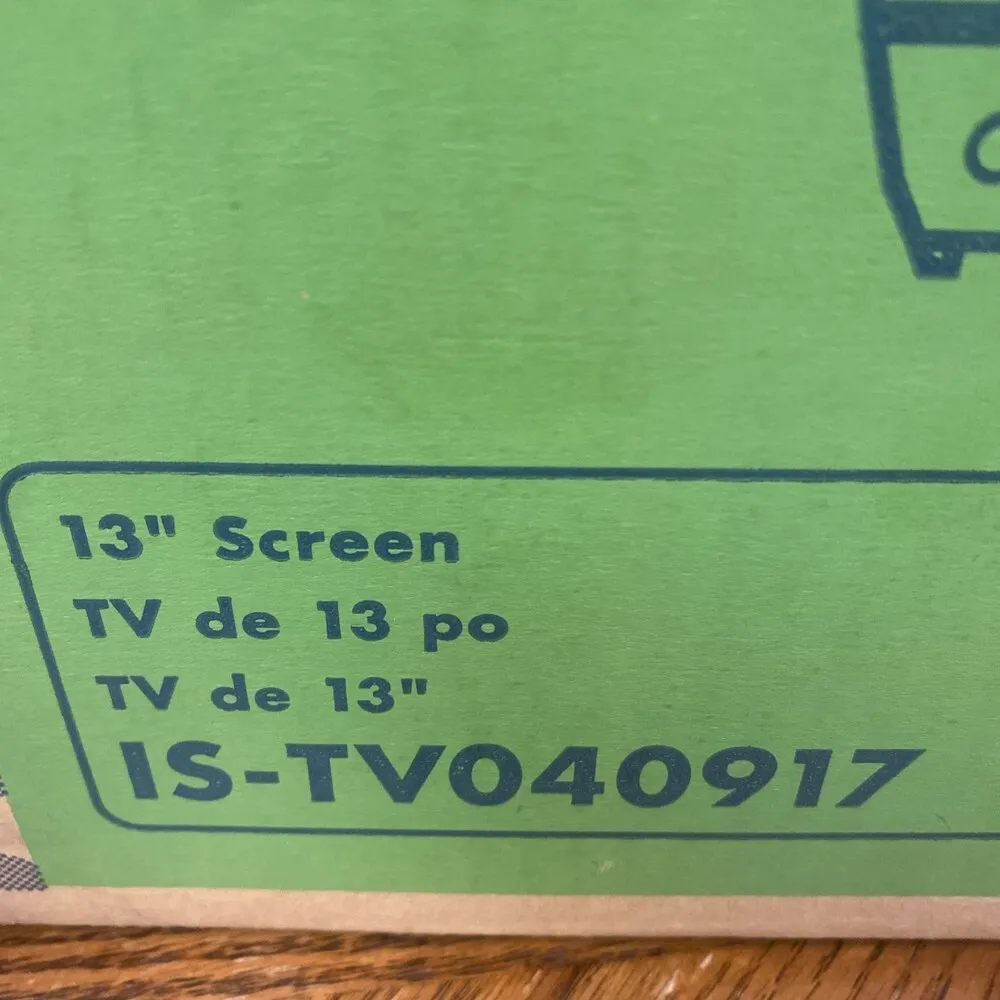 13" Screen
TV de 13 po
TV de 13"
IS-TV040917